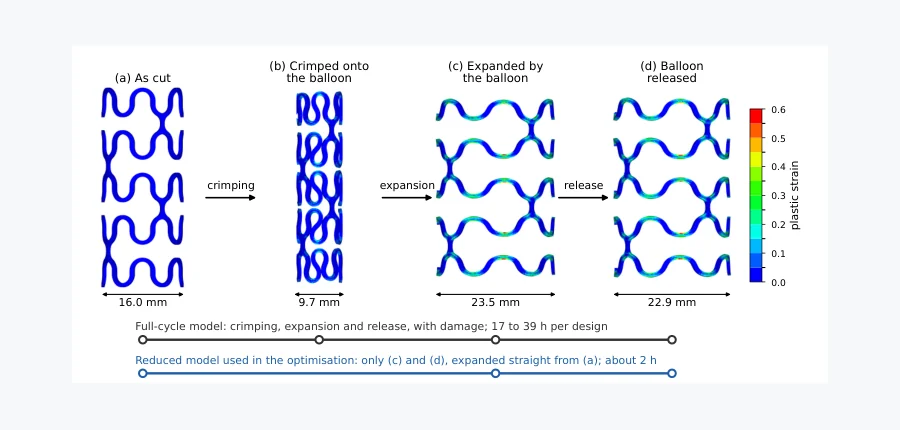 (a) As cut
(b) Crimped onto
the balloon
(c) Expanded by
the balloon
(d) Balloon
released
crimping
expansion
release
0.6
0.5
0.4
0.3
0.2
0.1
0.0
plastic strain
16.0 mm
9.7 mm
23.5 mm
22.9 mm
Full-cycle model: crimping, expansion and release, with damage; 17 to 39 h per design
Reduced model used in the optimisation: only (c) and (d), expanded straight from (a); about 2 h